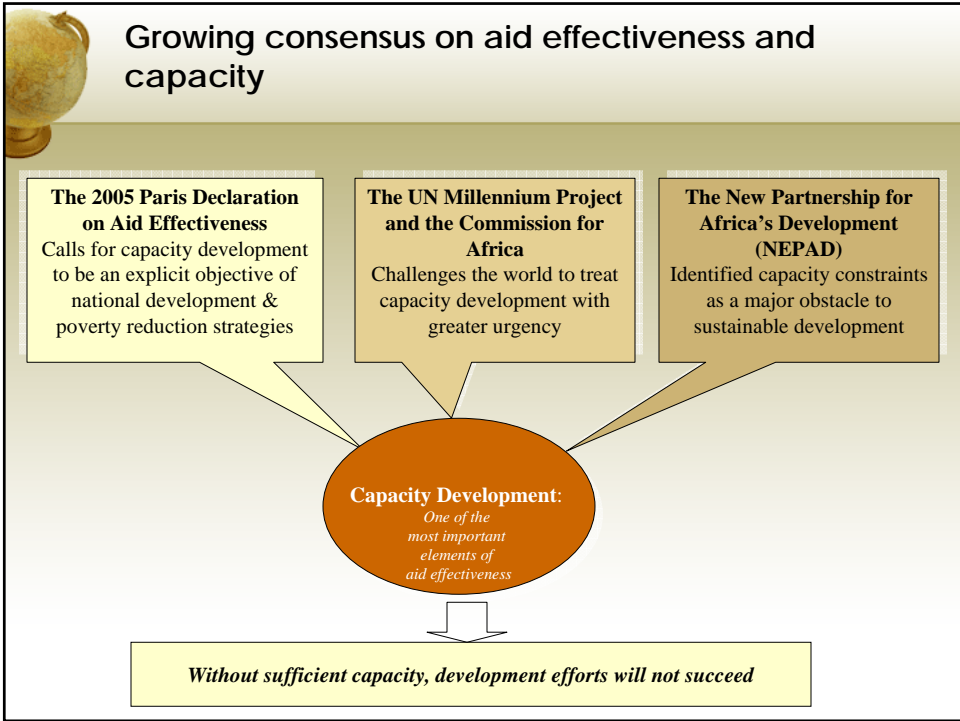 Growing consensus on aid effectiveness and
capacity
The 2005 Paris Declaration
on Aid Effectiveness
Calls for capacity development
to be an explicit objective of
national development &
poverty reduction strategies
The UN Millennium Project
and the Commission for
Africa
Challenges the world to treat
capacity development with
greater urgency
The New Partnership for
Africa's Development
(NEPAD)
Identified capacity constraints
as a major obstacle to
sustainable development
Capacity Development:
One of the
most important
elements of
aid effectiveness
Without sufficient capacity, development efforts will not succeed